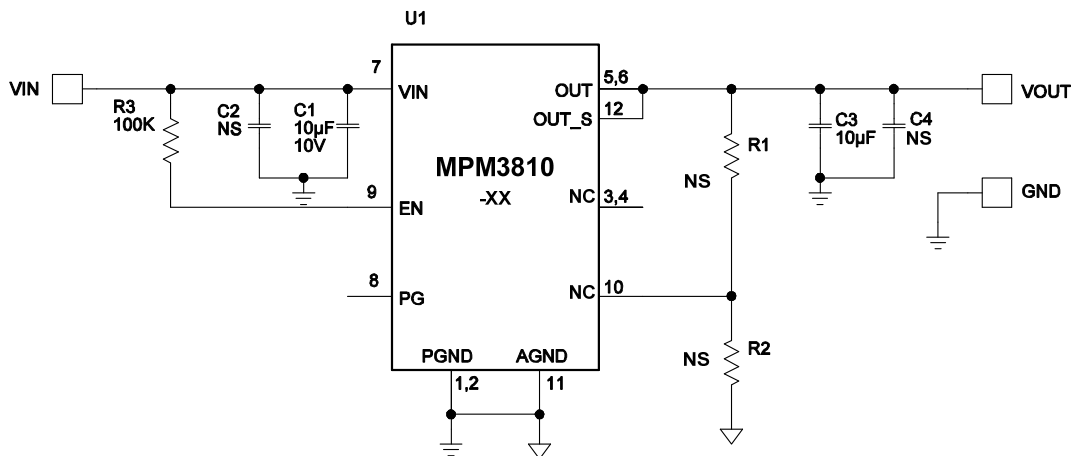 U1
VIN
7
VIN
R3
100K
C2
NS
C1
10µF
10V
9
EN
8
PG
MPM3810
-XX
OUT
5,6
OUT_S
12
NC
3,4
NC
10
PGND
1,2
AGND
11
R1
NS
R2
NS
C3
10µF
C4
NS
VOUT
GND